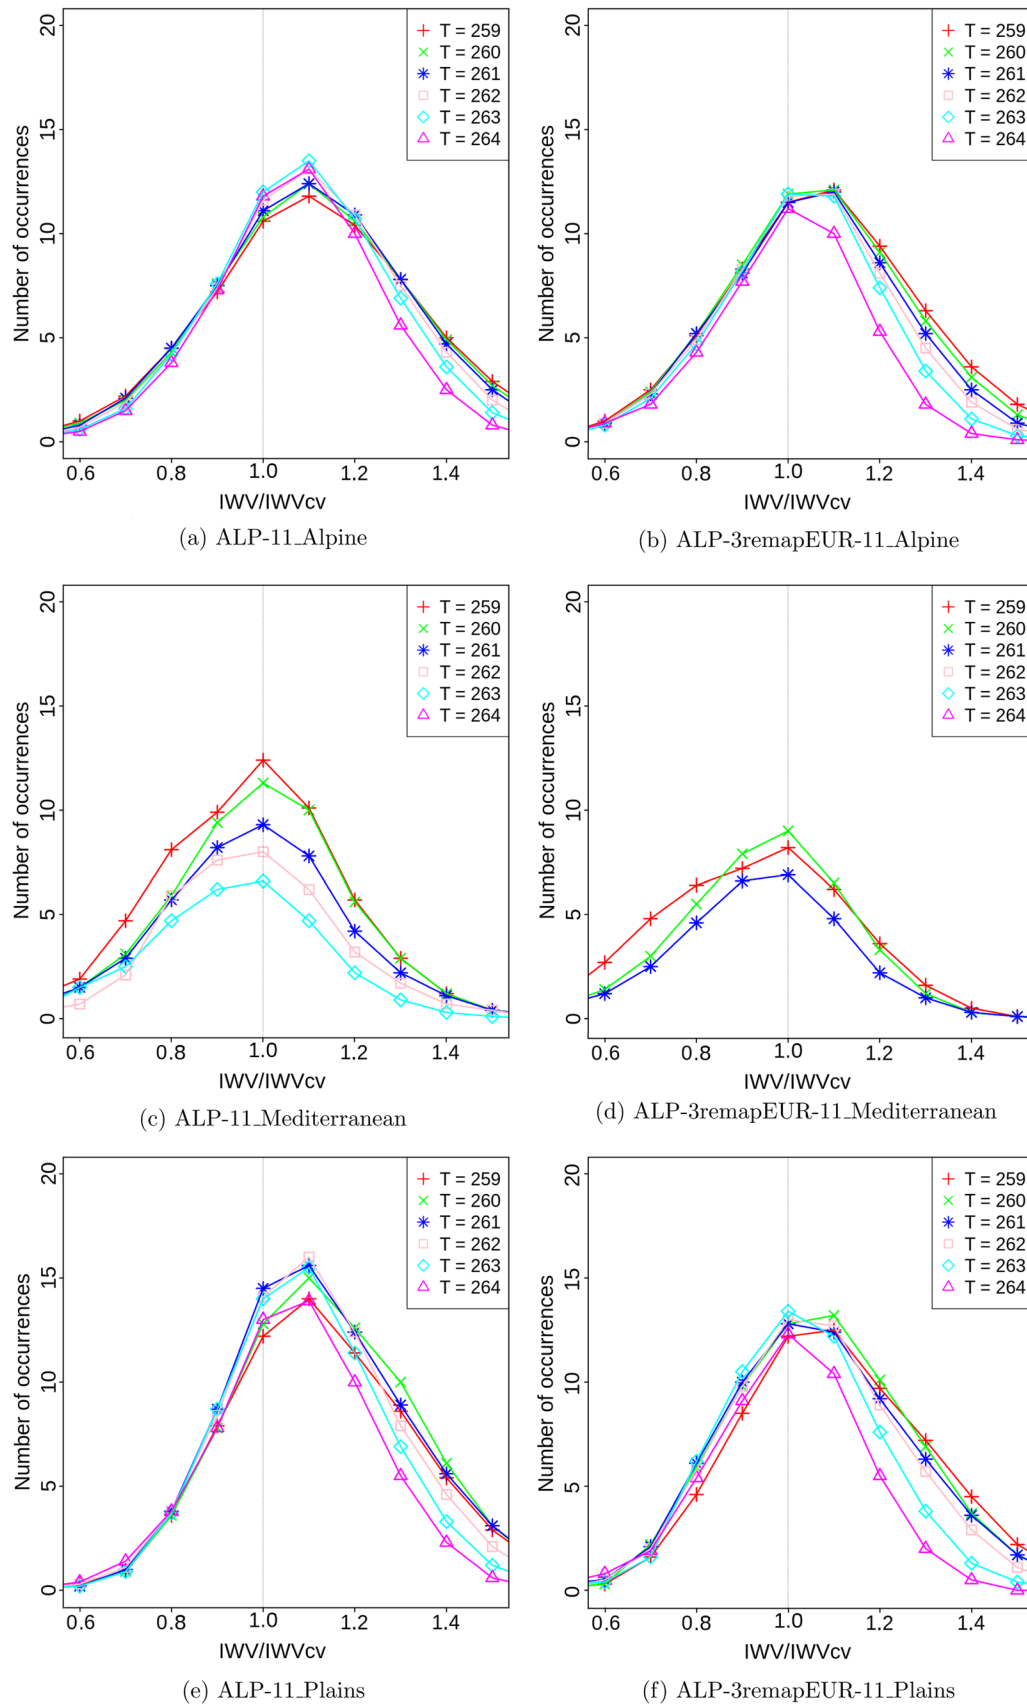 Number of occurrences
20
15
10
5
0
T = 259
T = 260
T = 261
T = 262
T = 263
T = 264
0.6 0.8 1.0 1.2 1.4
IWV/IWVcv
(a) ALP-11_Alpine
Number of occurrences
20
15
10
5
0
T = 259
T = 260
T = 261
T = 262
T = 263
T = 264
0.6 0.8 1.0 1.2 1.4
IWV/IWVcv
(b) ALP-3remapEUR-11_Alpine
Number of occurrences
20
15
10
5
0
T = 259
T = 260
T = 261
T = 262
T = 263
T = 264
0.6 0.8 1.0 1.2 1.4
IWV/IWVcv
(c) ALP-11_Mediterranean
Number of occurrences
20
15
10
5
0
T = 259
T = 260
T = 261
T = 262
T = 263
T = 264
0.6 0.8 1.0 1.2 1.4
IWV/IWVcv
(d) ALP-3remapEUR-11_Mediterranean
Number of occurrences
20
15
10
5
0
T = 259
T = 260
T = 261
T = 262
T = 263
T = 264
0.6 0.8 1.0 1.2 1.4
IWV/IWVcv
(e) ALP-11_Plains
Number of occurrences
20
15
10
5
0
T = 259
T = 260
T = 261
T = 262
T = 263
T = 264
0.6 0.8 1.0 1.2 1.4
IWV/IWVcv
(f) ALP-3remapEUR-11_Plains